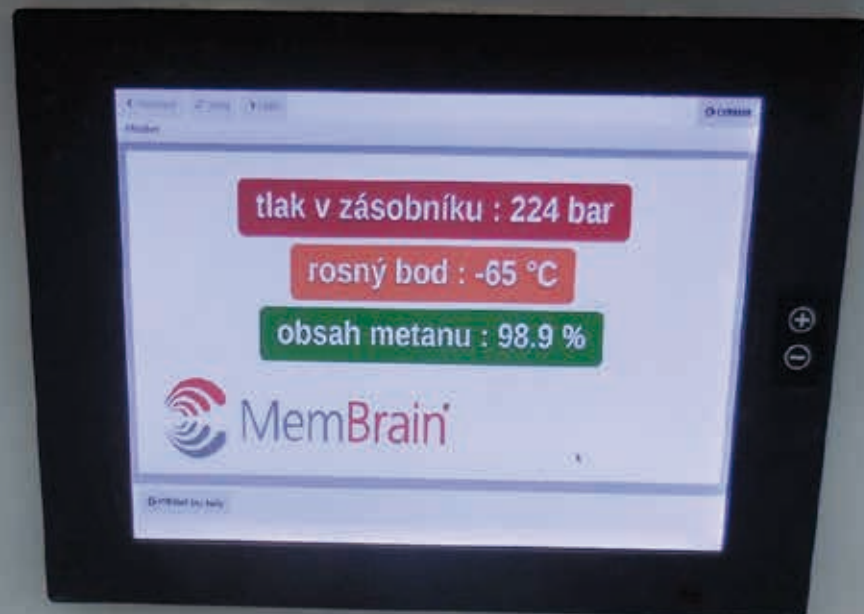 tlak v zásobníku : 224 bar
rosný bod : -65 °C
obsah metanu : 98.9 %
MemBrain